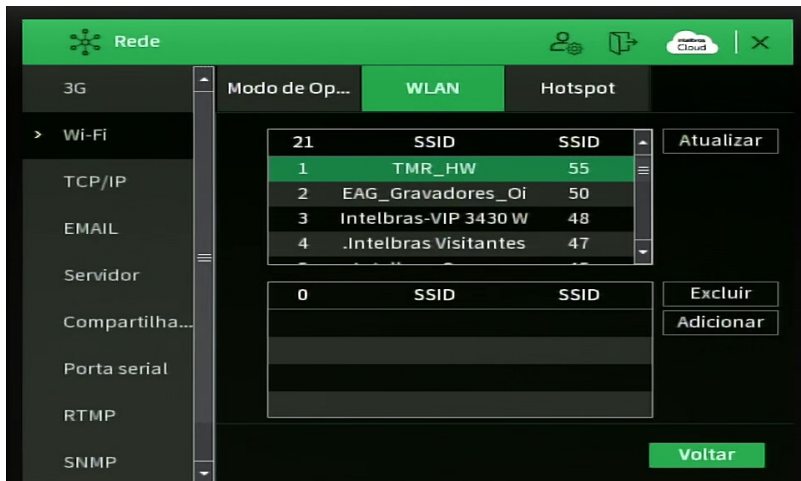 Rede
intelbras
Cloud
3G
Wi-Fi
TCP/IP
EMAIL
Servidor
Compartilha...
Porta serial
RTMP
SNMP
Modo de Op...
WLAN
Hotspot
21 SSID SSID
1 TMR_HW 55
2 EAG_Gravadores_Oi 50
3 Intelbras-VIP 3430 W 48
4 .Intelbras Visitantes 47
Atualizar
0 SSID SSID
Excluir
Adicionar
Voltar